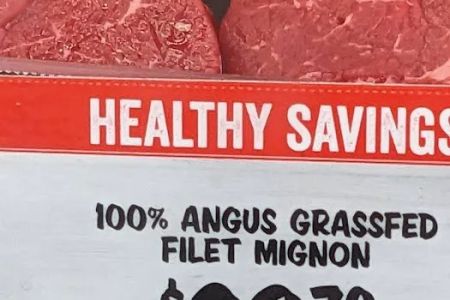 HEALTHY SAVINGS
100% ANGUS GRASSFED
FILET MIGNON